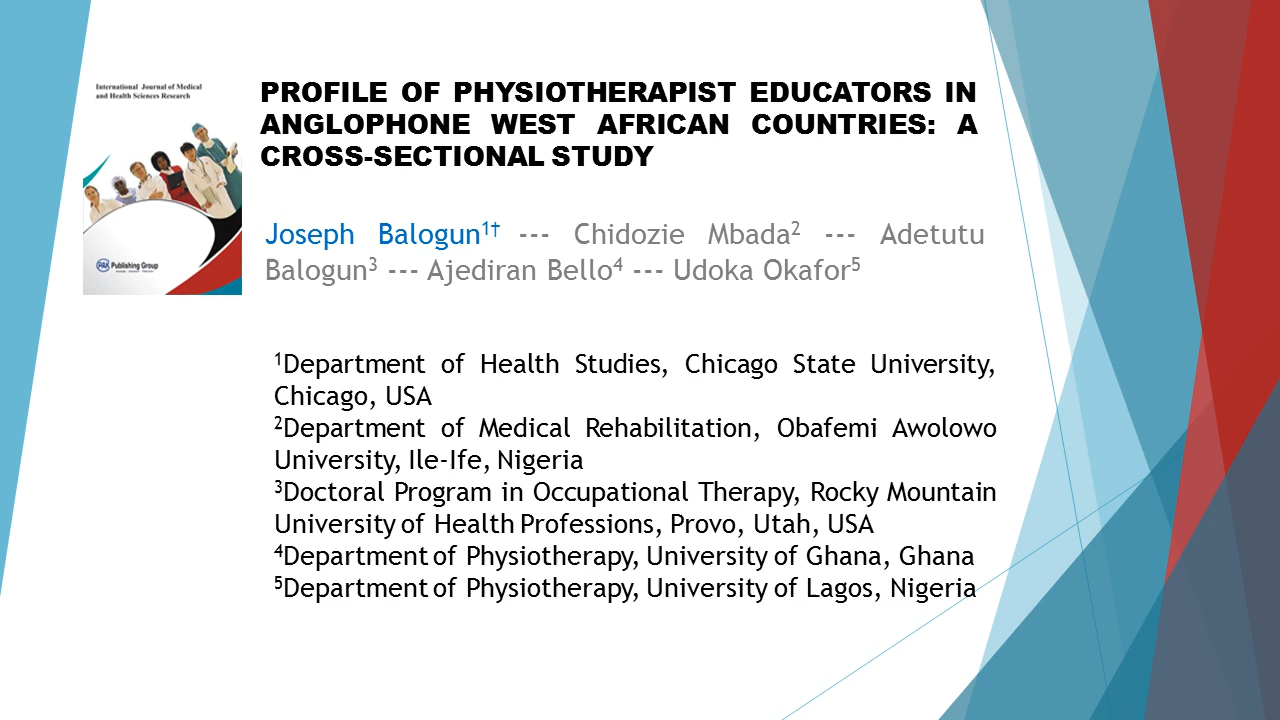 International Journal of Medical
and Health Sciences Research
PAK Publishing Group
PROFILE OF PHYSIOTHERAPIST EDUCATORS IN
ANGLOPHONE WEST AFRICAN COUNTRIES: A
CROSS-SECTIONAL STUDY
Joseph Balogun¹† --- Chidozie Mbada² --- Adetutu
Balogun³ --- Ajediran Bello⁴ --- Udoka Okafor⁵
¹Department of Health Studies, Chicago State University,
Chicago, USA
²Department of Medical Rehabilitation, Obafemi Awolowo
University, Ile-Ife, Nigeria
³Doctoral Program in Occupational Therapy, Rocky Mountain
University of Health Professions, Provo, Utah, USA
⁴Department of Physiotherapy, University of Ghana, Ghana
⁵Department of Physiotherapy, University of Lagos, Nigeria